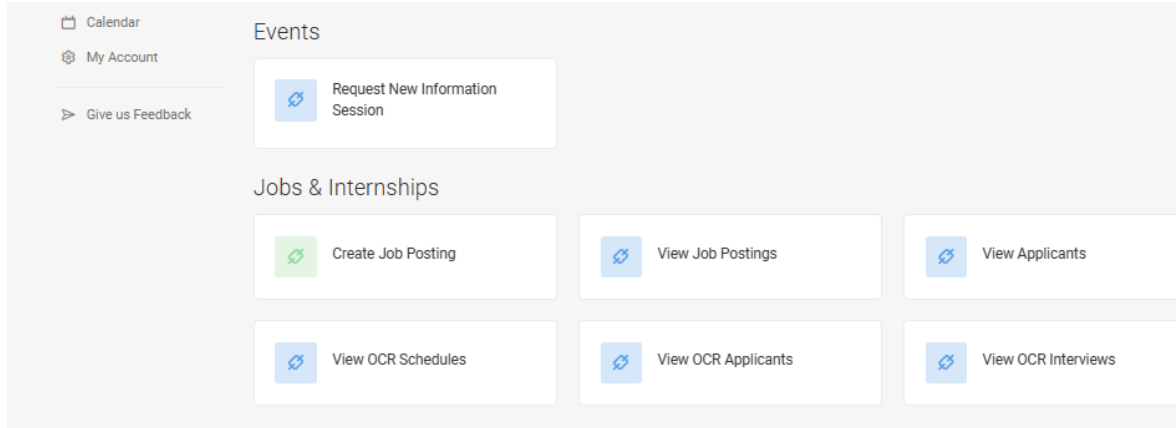 Calendar
My Account
Give us Feedback
Events
Request New Information
Session
Jobs & Internships
Create Job Posting
View Job Postings
View Applicants
View OCR Schedules
View OCR Applicants
View OCR Interviews